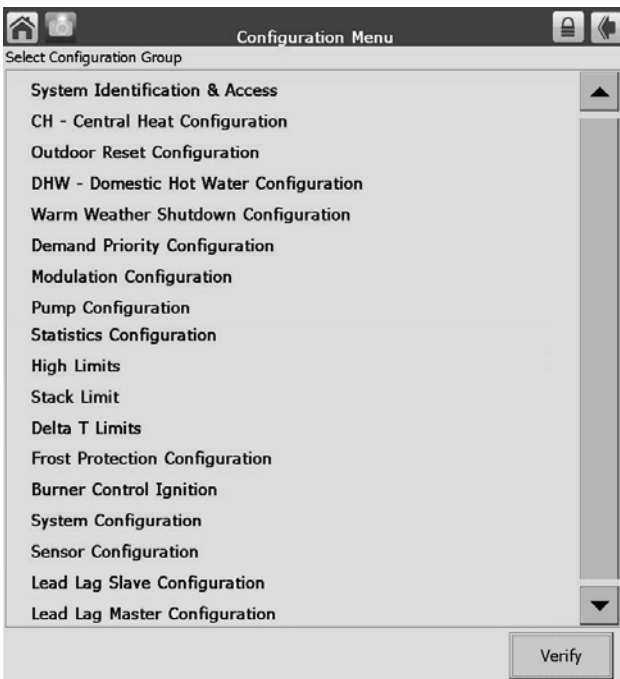 Configuration Menu
Select Configuration Group
System Identification & Access
CH - Central Heat Configuration
Outdoor Reset Configuration
DHW - Domestic Hot Water Configuration
Warm Weather Shutdown Configuration
Demand Priority Configuration
Modulation Configuration
Pump Configuration
Statistics Configuration
High Limits
Stack Limit
Delta T Limits
Frost Protection Configuration
Burner Control Ignition
System Configuration
Sensor Configuration
Lead Lag Slave Configuration
Lead Lag Master Configuration
Verify